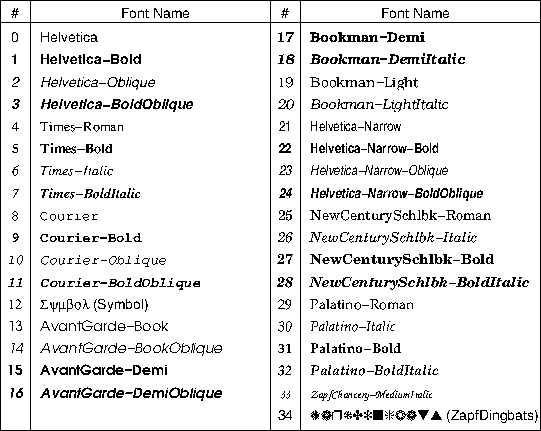 # Font Name # Font Name
0 Helvetica 17 Bookman–Demi
1 Helvetica–Bold 18 Bookman–DemiItalic
2 Helvetica–Oblique 19 Bookman–Light
3 Helvetica–BoldOblique 20 Bookman–LightItalic
4 Times–Roman 21 Helvetica–Narrow
5 Times–Bold 22 Helvetica–Narrow–Bold
6 Times–Italic 23 Helvetica–Narrow–Oblique
7 Times–BoldItalic 24 Helvetica–Narrow–BoldOblique
8 Courier 25 NewCenturySchlbk–Roman
9 Courier–Bold 26 NewCenturySchlbk–Italic
10 Courier–Oblique 27 NewCenturySchlbk–Bold
11 Courier–BoldOblique 28 NewCenturySchlbk–BoldItalic
12 Σψμβολ (Symbol) 29 Palatino–Roman
13 AvantGarde–Book 30 Palatino–Italic
14 AvantGarde–BookOblique 31 Palatino–Bold
15 AvantGarde–Demi 32 Palatino–BoldItalic
16 AvantGarde–DemiOblique 33 ZapfChancery–MediumItalic
34 (ZapfDingbats)